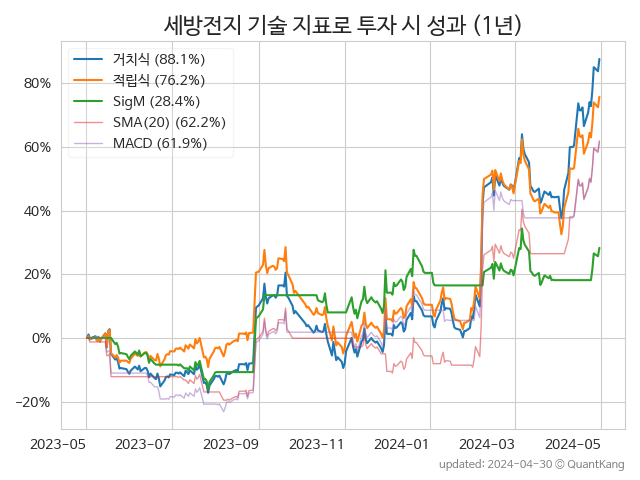 세방전지 기술 지표로 투자 시 성과 (1년)
거치식 (88.1%)
적립식 (76.2%)
SigM (28.4%)
SMA(20) (62.2%)
MACD (61.9%)
80%
60%
40%
20%
0%
−20%
2023-05 2023-07 2023-09 2023-11 2024-01 2024-03 2024-05
updated: 2024-04-30 © QuantKang